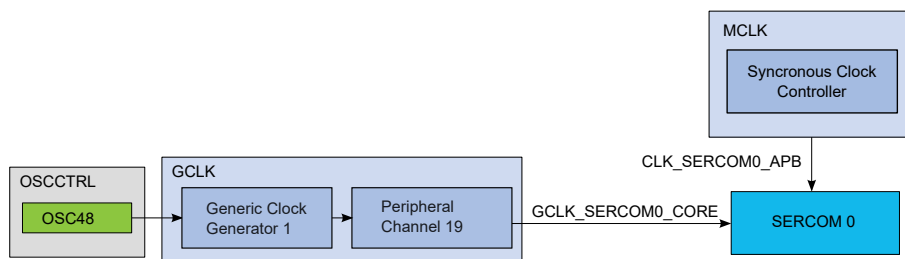 MCLK
Syncronous Clock
Controller
CLK_SERCOM0_APB
OSCCTRL
OSC48
GCLK
Generic Clock
Generator 1
Peripheral
Channel 19
GCLK_SERCOM0_CORE
SERCOM 0